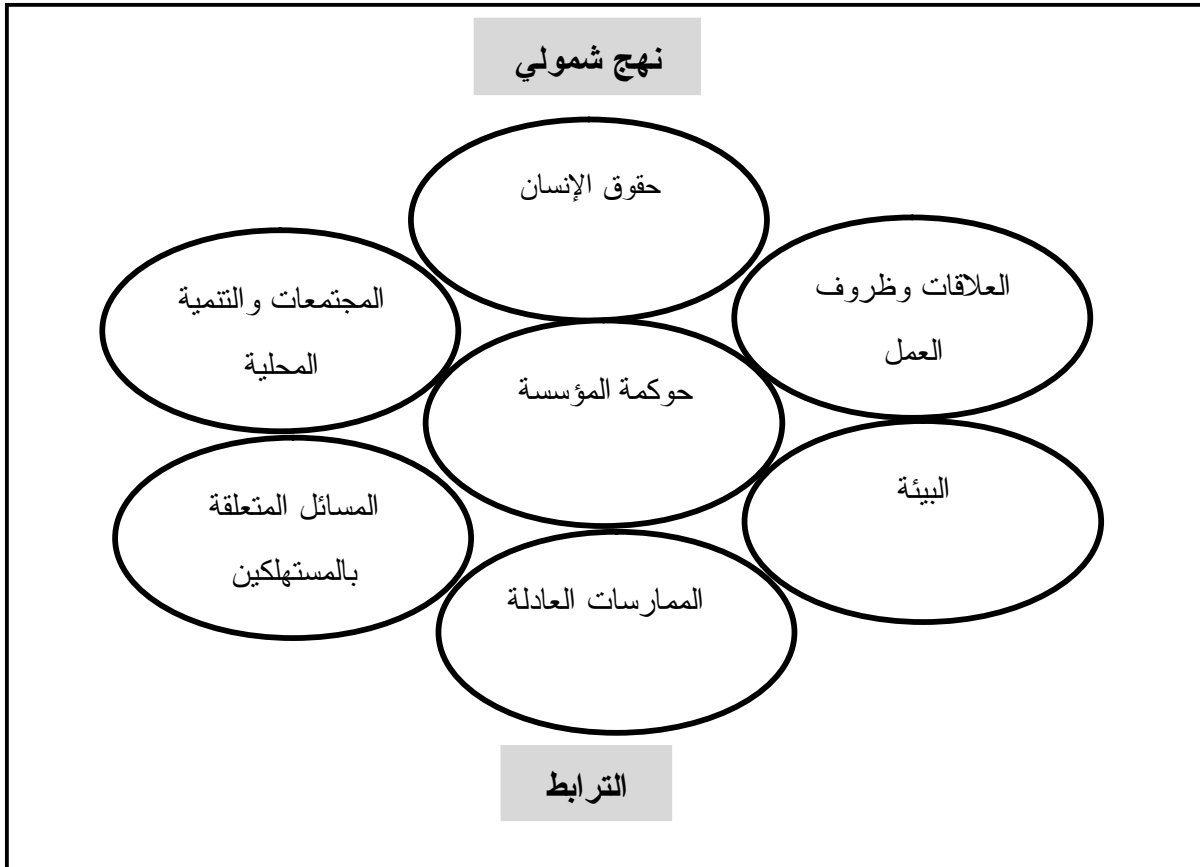 نهج شمولي
حقوق الإنسان
العلاقات وظروف
العمل
المجتمعات والتنمية
المحلية
حوكمة المؤسسة
البيئة
المسائل المتعلقة
بالمستهلكين
الممارسات العادلة
الترابط